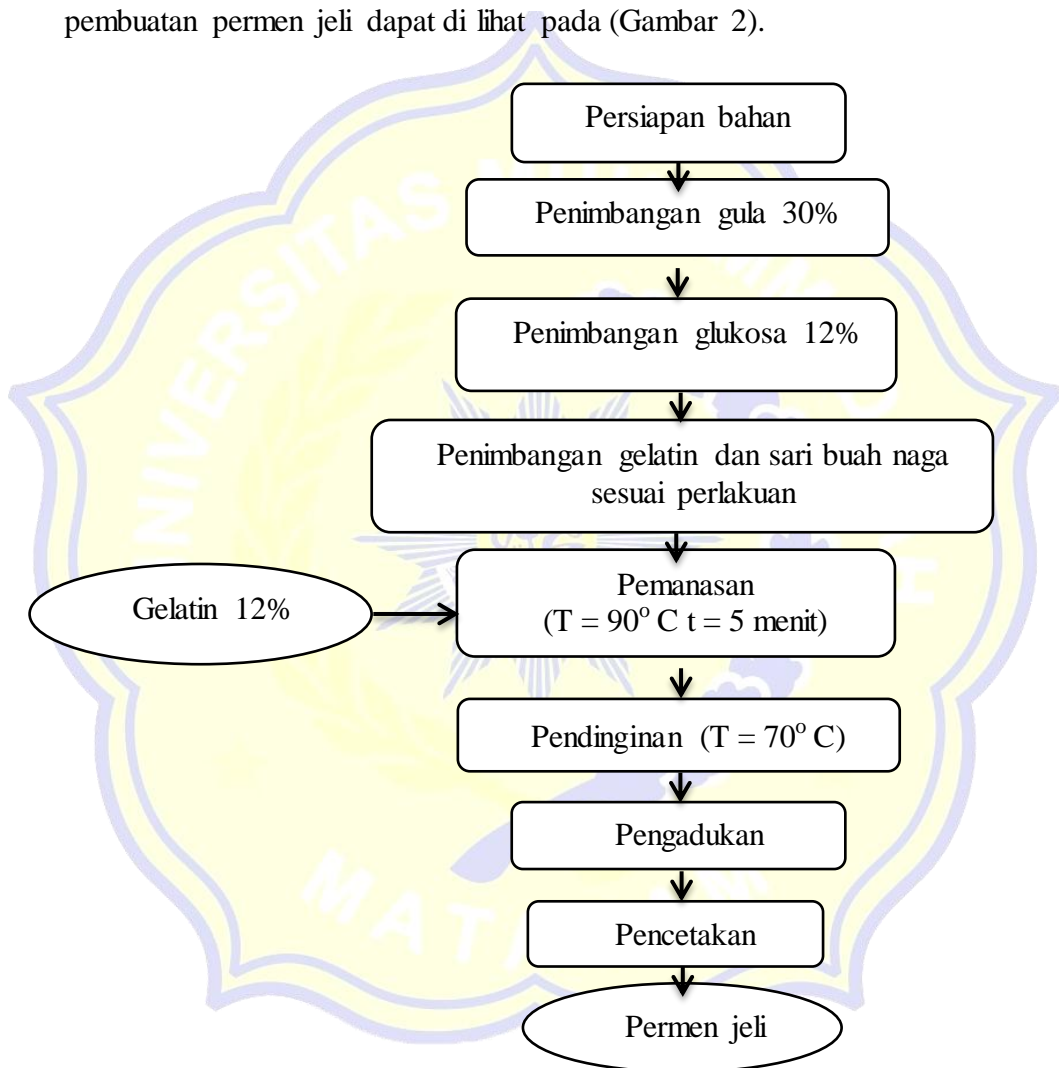 pembuatan permen jeli dapat di lihat pada (Gambar 2).
Persiapan bahan
Penimbangan gula 30%
Penimbangan glukosa 12%
Penimbangan gelatin dan sari buah naga
sesuai perlakuan
Gelatin 12%
Pemanasan
(T = 90° C t = 5 menit)
Pendinginan (T = 70° C)
Pengadukan
Pencetakan
Permen jeli